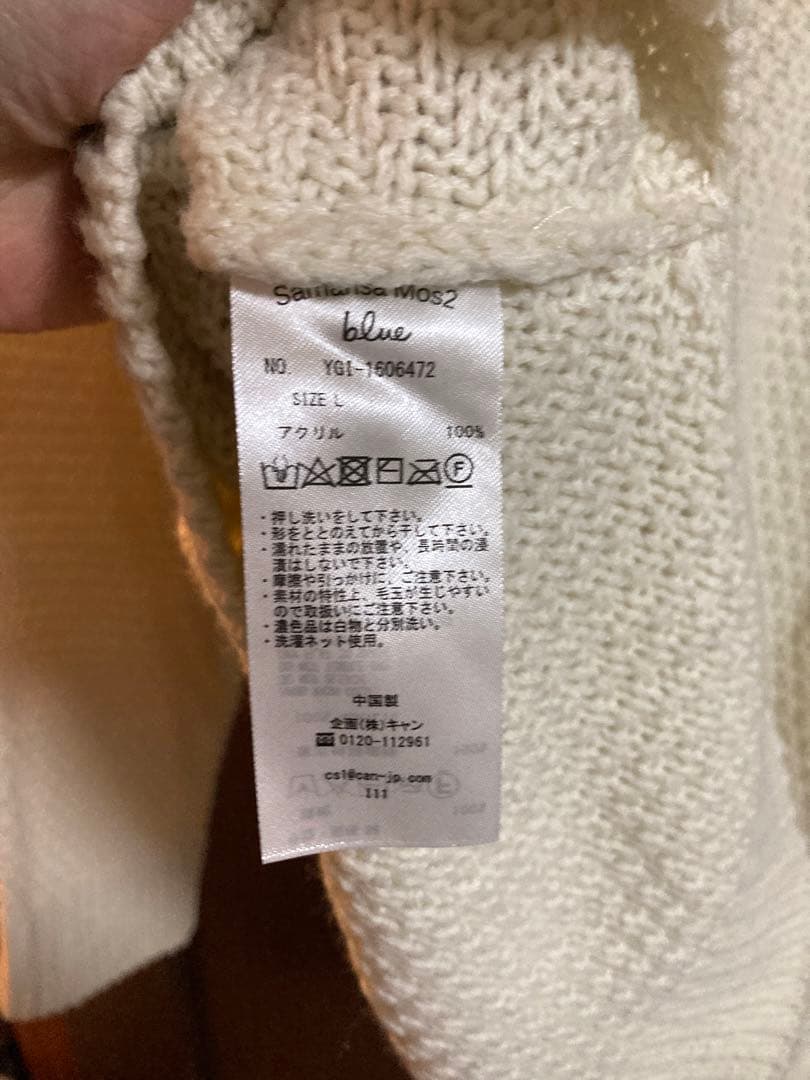 Samansa Mos2
blue
NO. YGI-1606472
SIZE L
アクリル 100%
F
・押し洗いをして下さい。
・形をととのえてから干して下さい。
・濡れたままの放置や、長時間の浸
漬はしないで下さい。
・摩擦や引っかけに、ご注意下さい。
・素材の特性上、毛玉が生じやすい
ので取扱いにご注意下さい。
・濃色品は白物と分別洗い。
・洗濯ネット使用。
中国製
企画(株)キャン
0120-112961
cs1@can-jp.com
I11